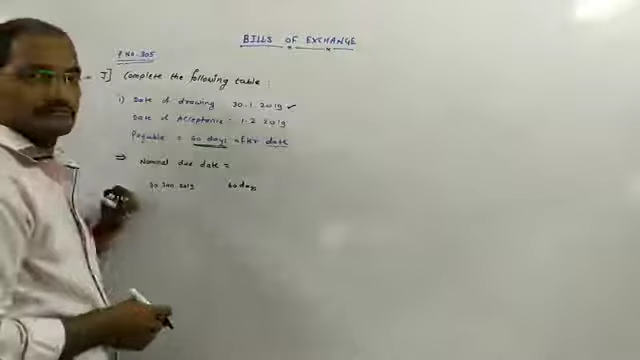 BILLS OF EXCHANGE
P.NO.305
I] Complete the following table :
i) Date of drawing 30.1.2019 ✓
Date of Acceptance = 1.2.2019
Payable = 60 days after date
⇒ Nominal due date =
30.Jan.2019 60 days